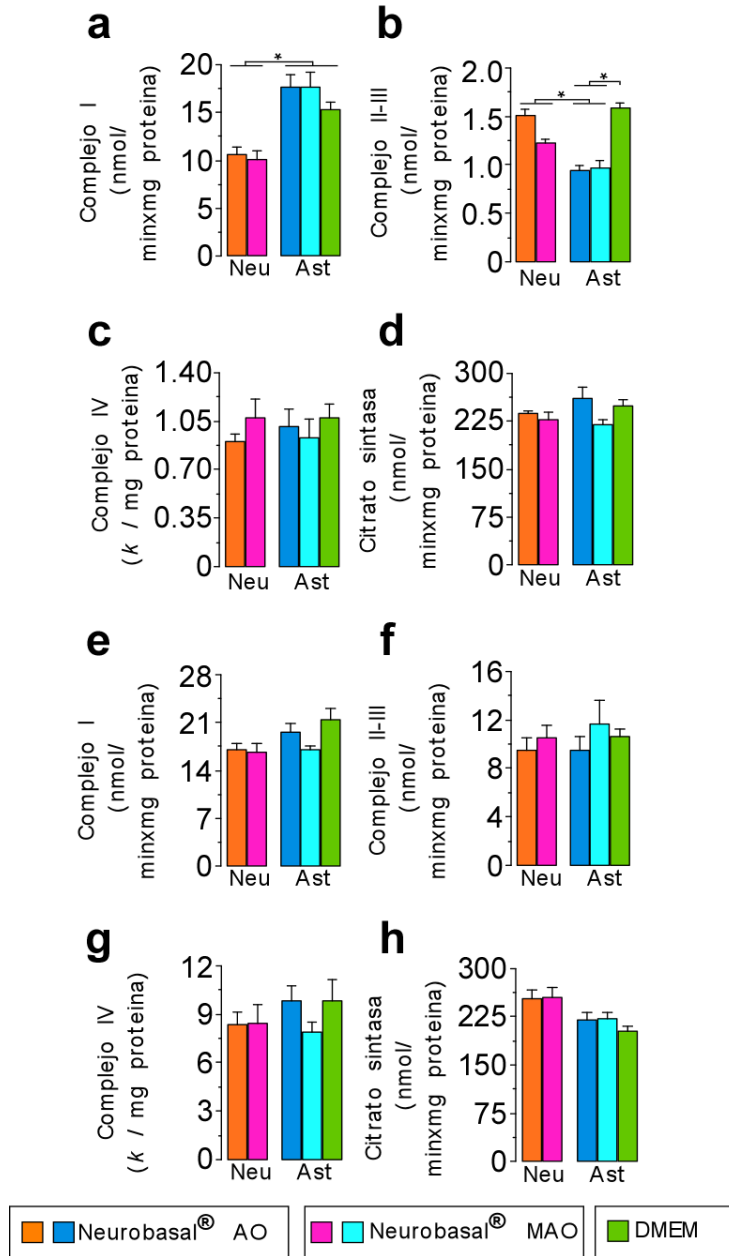 a
Complejo I
(nmol/
minxmg proteina)
20
15
10
5
0
Neu
Ast
*
b
Complejo II-III
(nmol/
minxmg proteina)
2.0
1.5
1.0
0.5
0
Neu
Ast
*
*
c
Complejo IV
(k / mg proteina)
1.40
1.05
0.70
0.35
0
Neu
Ast
d
Citrato sintasa
(nmol/
minxmg proteina)
300
225
150
75
0
Neu
Ast
e
Complejo I
(nmol/
minxmg proteina)
28
21
14
7
0
Neu
Ast
f
Complejo II-III
(nmol/
minxmg proteina)
16
12
8
4
0
Neu
Ast
g
Complejo IV
(k / mg proteina)
12
9
6
3
0
Neu
Ast
h
Citrato sintasa
(nmol/
minxmg proteina)
300
225
150
75
0
Neu
Ast
Neurobasal® AO
Neurobasal® MAO
DMEM